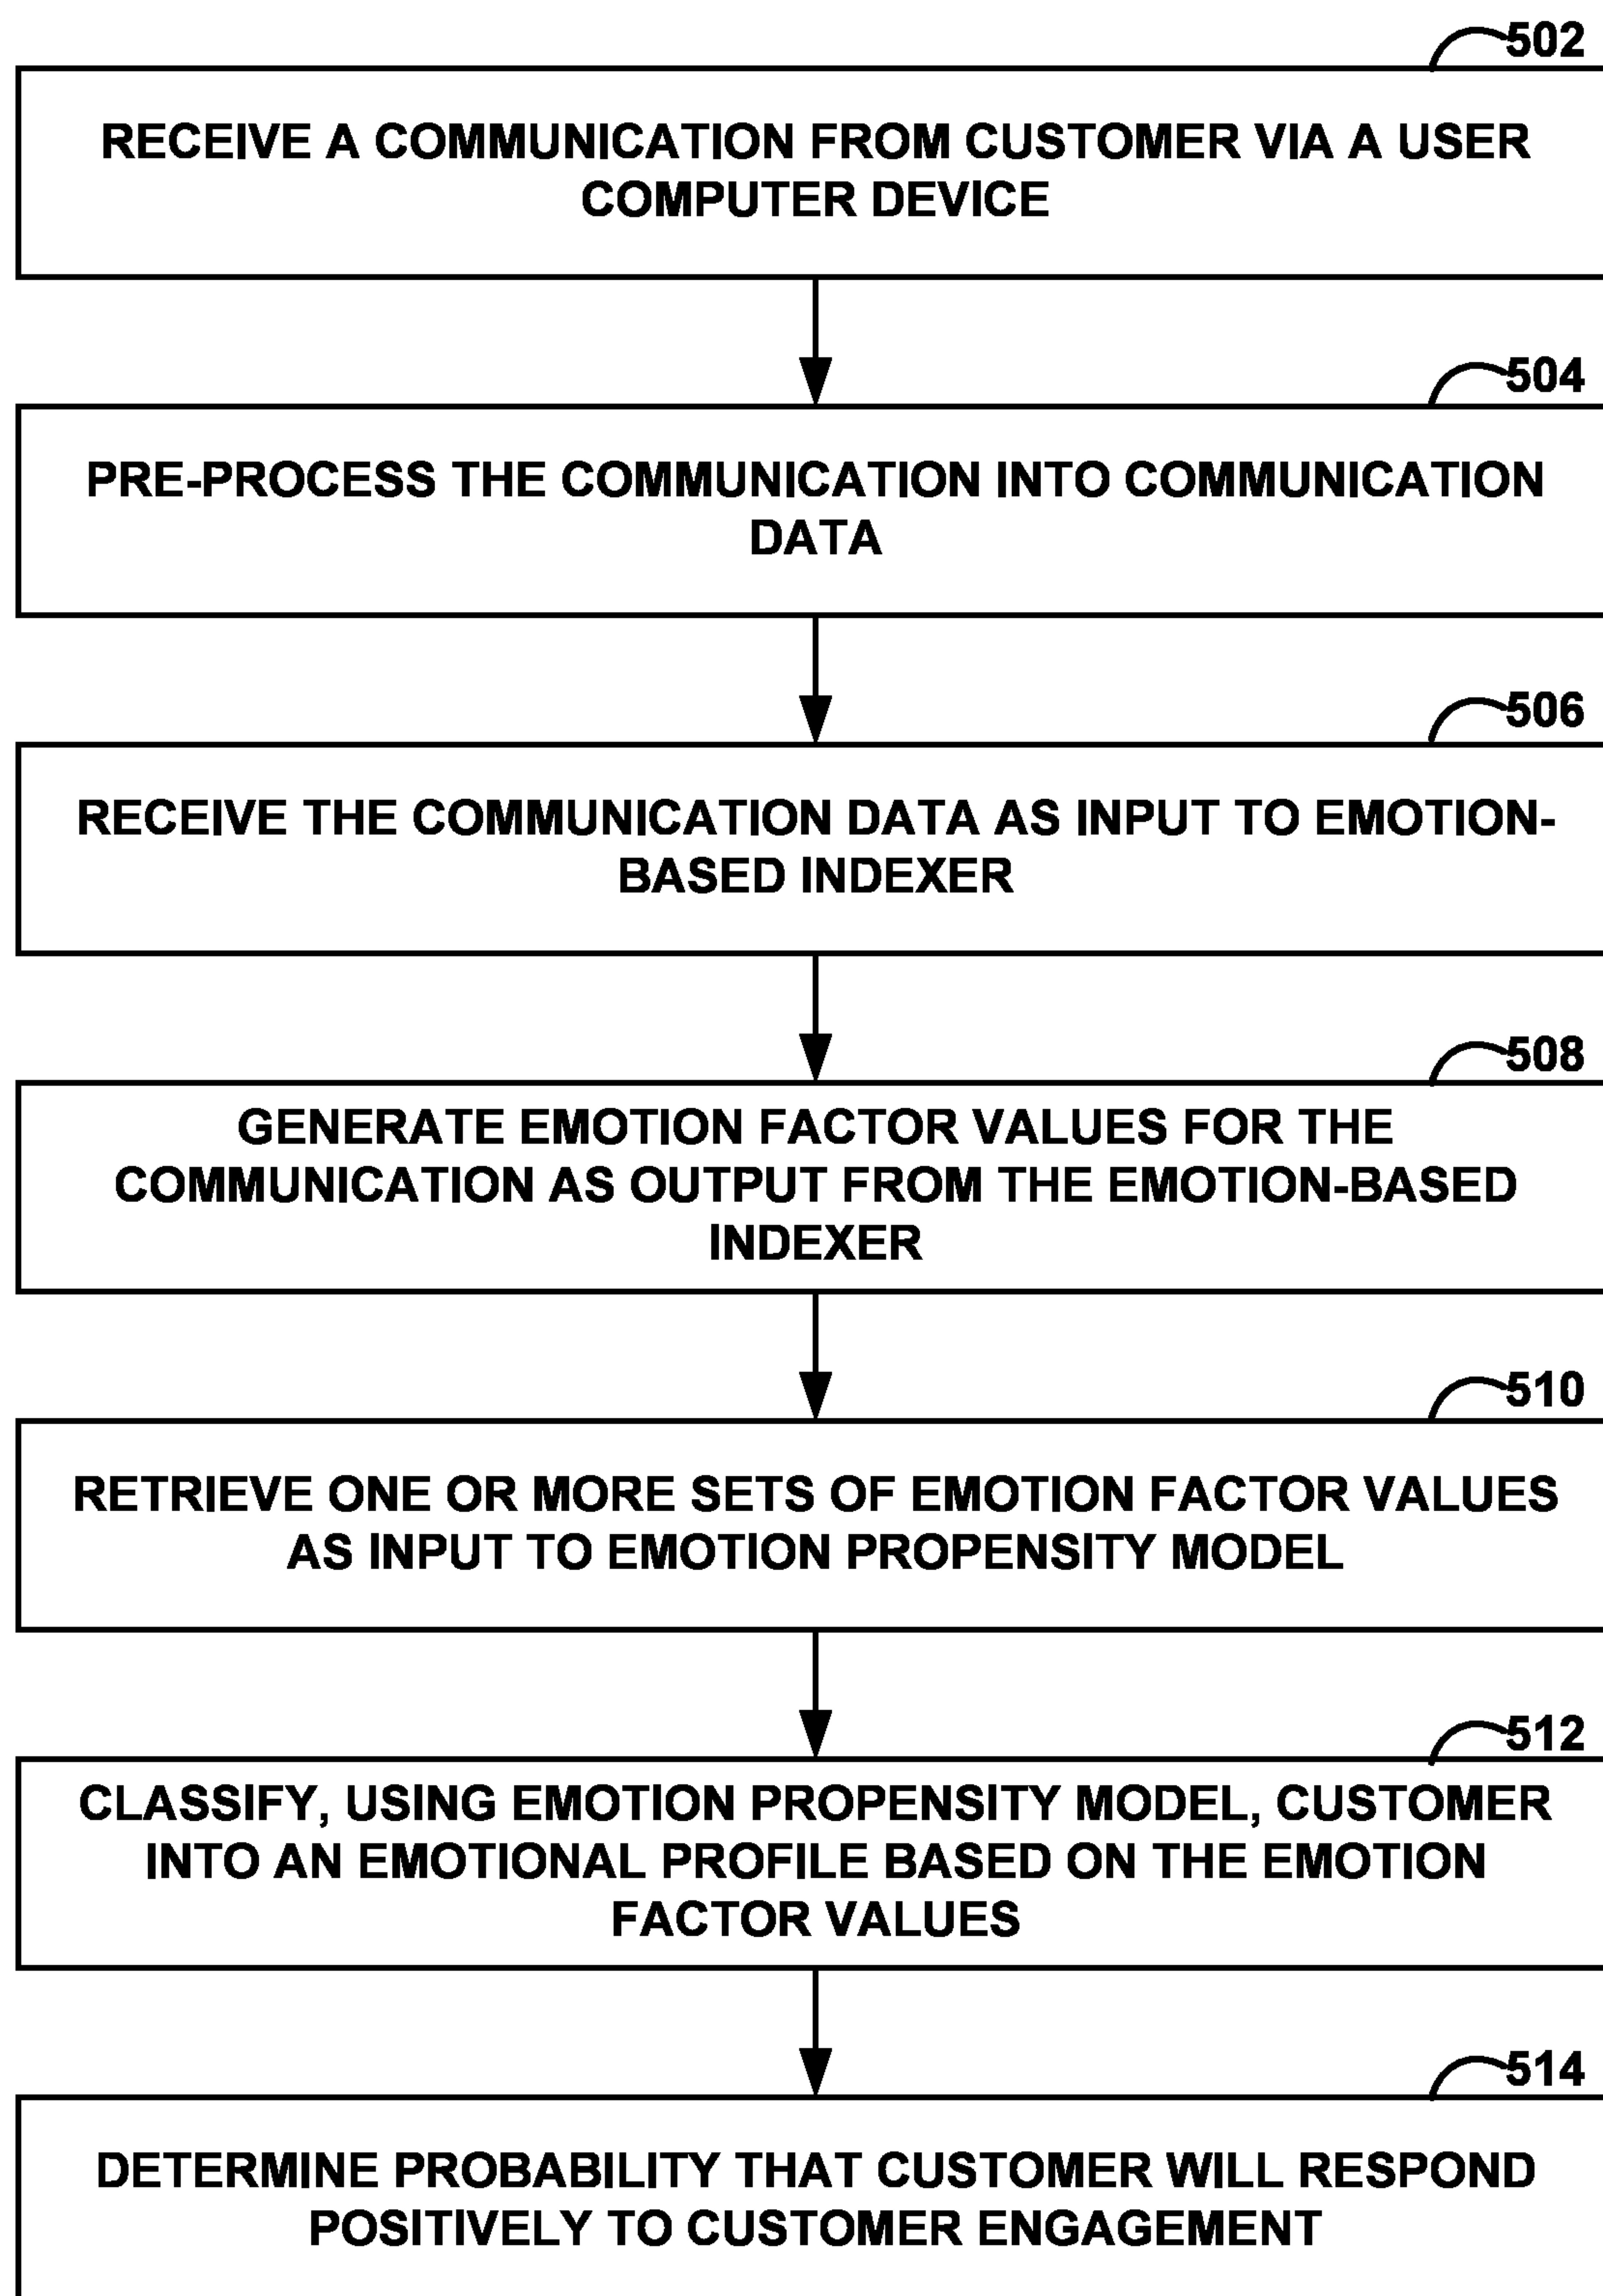 502
RECEIVE A COMMUNICATION FROM CUSTOMER VIA A USER
COMPUTER DEVICE
504
PRE-PROCESS THE COMMUNICATION INTO COMMUNICATION
DATA
506
RECEIVE THE COMMUNICATION DATA AS INPUT TO EMOTION-
BASED INDEXER
508
GENERATE EMOTION FACTOR VALUES FOR THE
COMMUNICATION AS OUTPUT FROM THE EMOTION-BASED
INDEXER
510
RETRIEVE ONE OR MORE SETS OF EMOTION FACTOR VALUES
AS INPUT TO EMOTION PROPENSITY MODEL
512
CLASSIFY, USING EMOTION PROPENSITY MODEL, CUSTOMER
INTO AN EMOTIONAL PROFILE BASED ON THE EMOTION
FACTOR VALUES
514
DETERMINE PROBABILITY THAT CUSTOMER WILL RESPOND
POSITIVELY TO CUSTOMER ENGAGEMENT